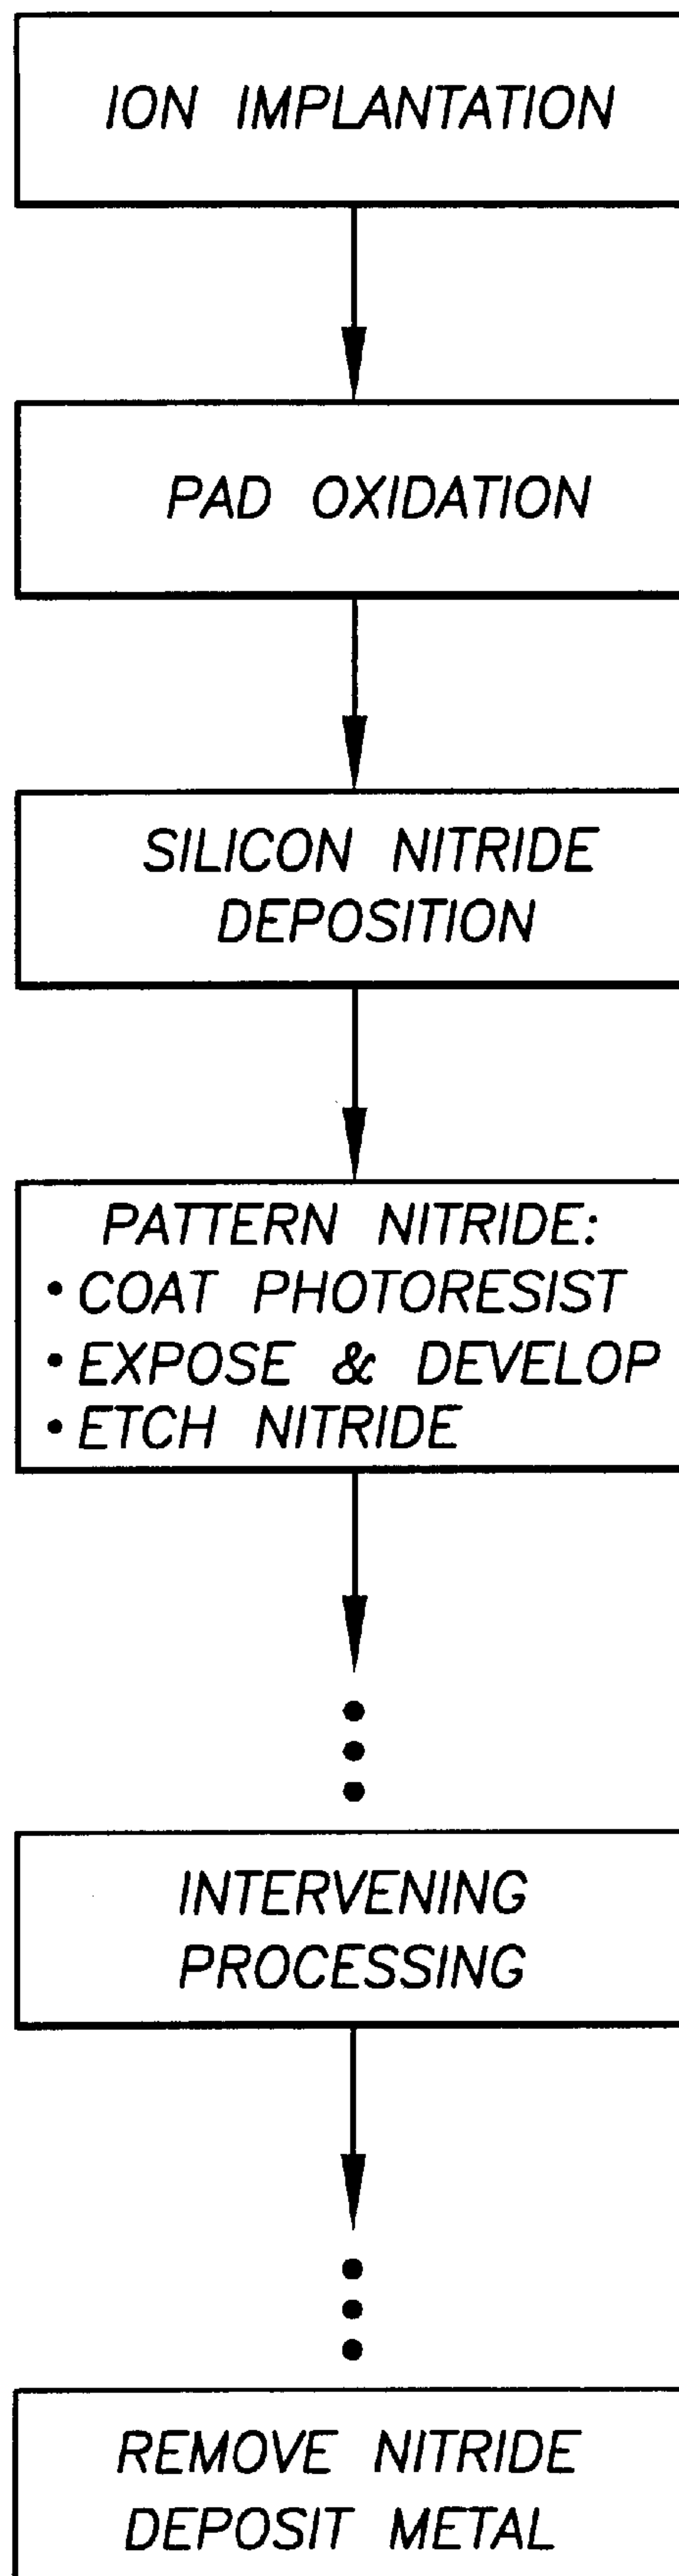 ION IMPLANTATION
PAD OXIDATION
SILICON NITRIDE
DEPOSITION
PATTERN NITRIDE:
• COAT PHOTORESIST
• EXPOSE & DEVELOP
• ETCH NITRIDE
INTERVENING
PROCESSING
REMOVE NITRIDE
DEPOSIT METAL